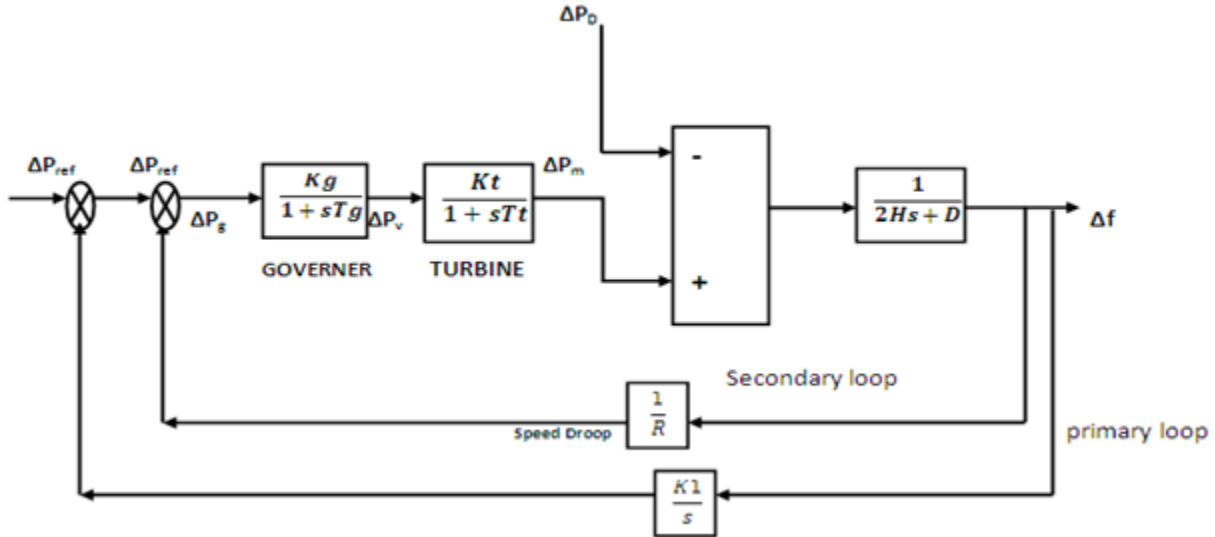 ΔP_D
ΔP_ref
ΔP_ref
ΔP_g
Kg
1 + sTg
GOVERNER
ΔP_v
Kt
1 + sTt
TURBINE
ΔP_m
-
+
1
2Hs + D
Δf
Secondary loop
1
R
Speed Droop
primary loop
K1
s